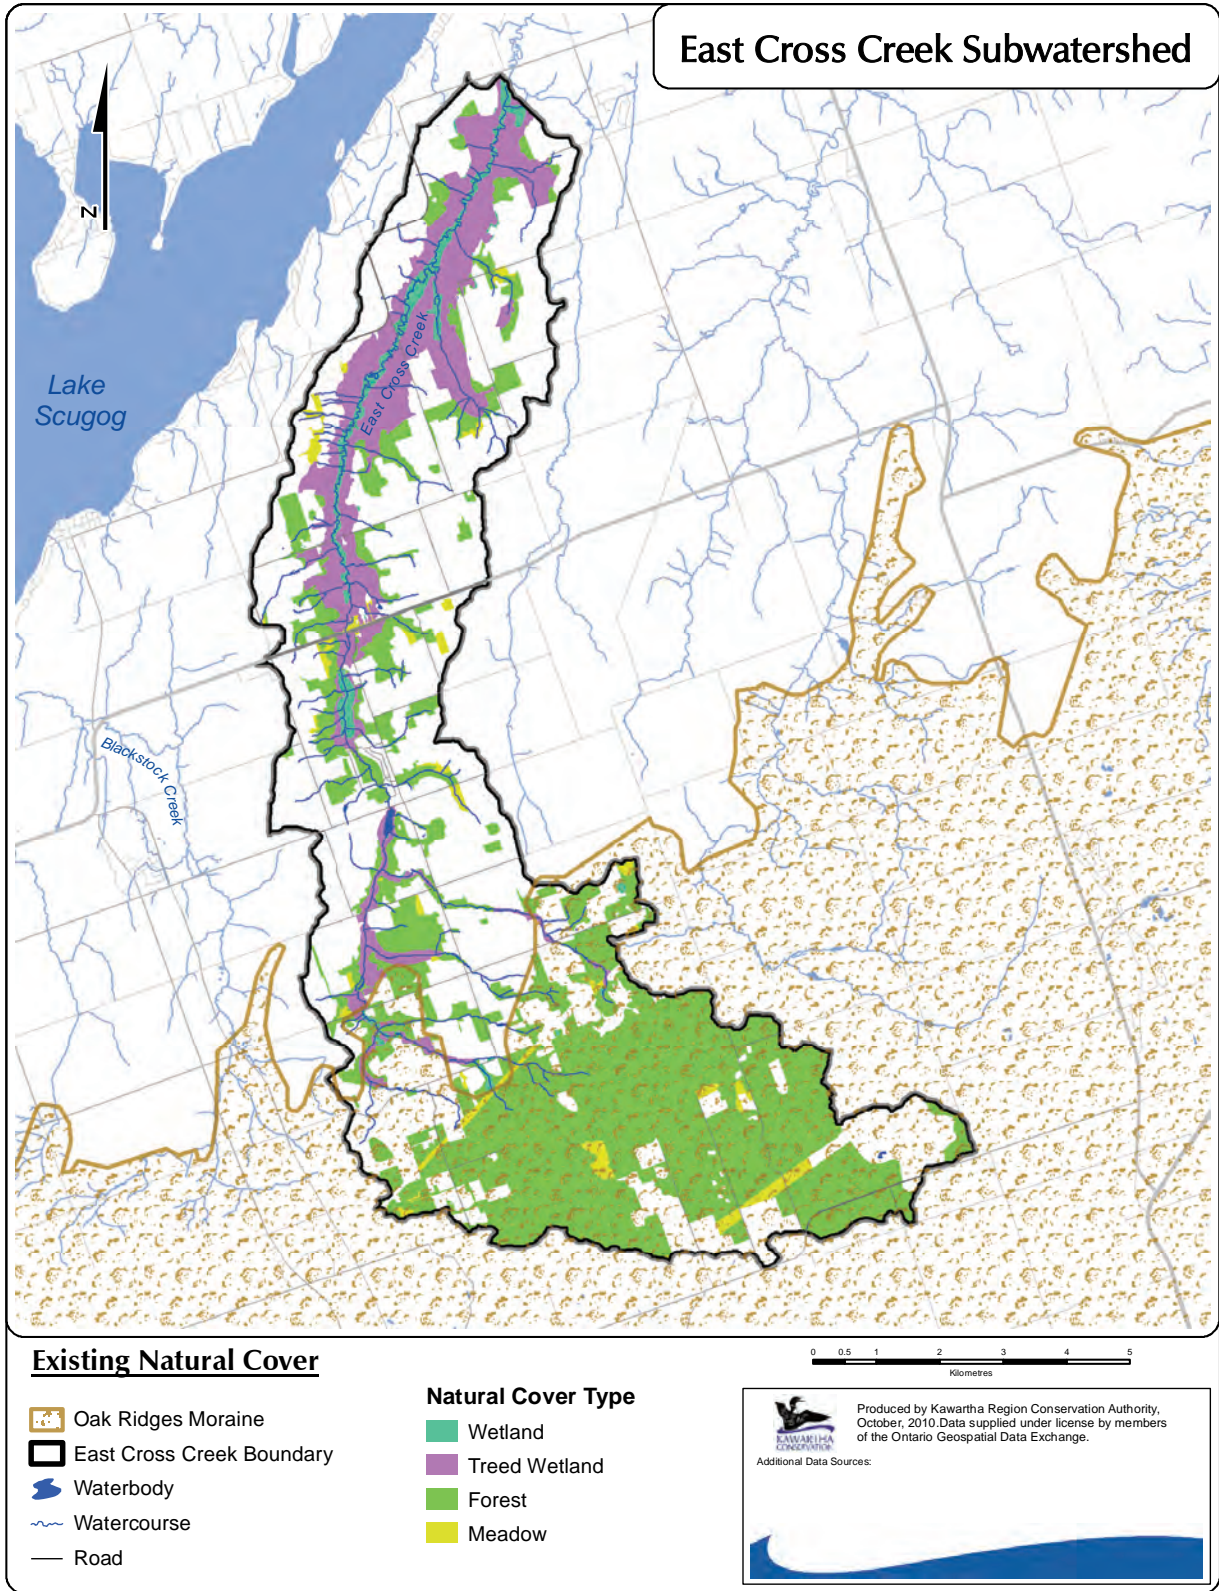 East Cross Creek Subwatershed
N
Lake
Scugog
East Cross Creek
Blackstock Creek
Existing Natural Cover
Oak Ridges Moraine
East Cross Creek Boundary
Waterbody
Watercourse
Road
Natural Cover Type
Wetland
Treed Wetland
Forest
Meadow
0 0.5 1 2 3 4 5
Kilometres
KAWARTHA
CONSERVATION
Produced by Kawartha Region Conservation Authority,
October, 2010.Data supplied under license by members
of the Ontario Geospatial Data Exchange.
Additional Data Sources: